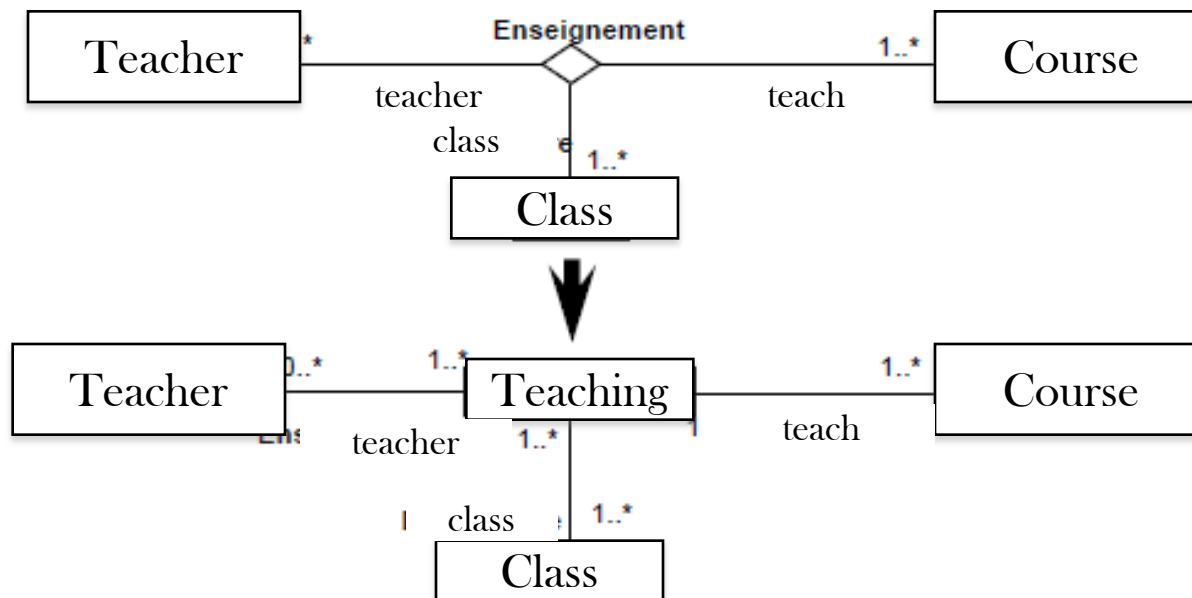 Enseignement
Teacher
*
1..*
Course
teacher
teach
class
1..*
Class
Teacher
0..*
1..*
Teaching
1..*
Course
teacher
1..*
1
teach
class
1..*
Class